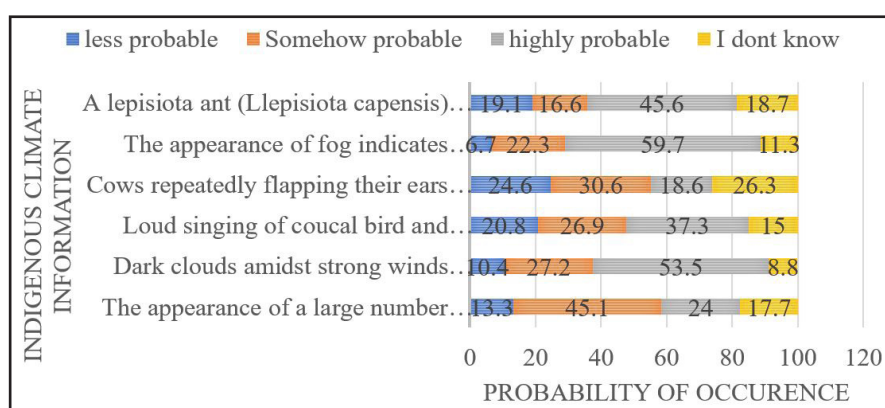 less probable Somehow probable highly probable I dont know
INDIGENOUS CLIMATE
INFORMATION
A lepisiota ant (Llepisiota capensis)… 19.1 16.6 45.6 18.7
The appearance of fog indicates… 6.7 22.3 59.7 11.3
Cows repeatedly flapping their ears… 24.6 30.6 18.6 26.3
Loud singing of coucal bird and… 20.8 26.9 37.3 15
Dark clouds amidst strong winds… 10.4 27.2 53.5 8.8
The appearance of a large number… 13.3 45.1 24 17.7
0 20 40 60 80 100 120
PROBABILITY OF OCCURENCE